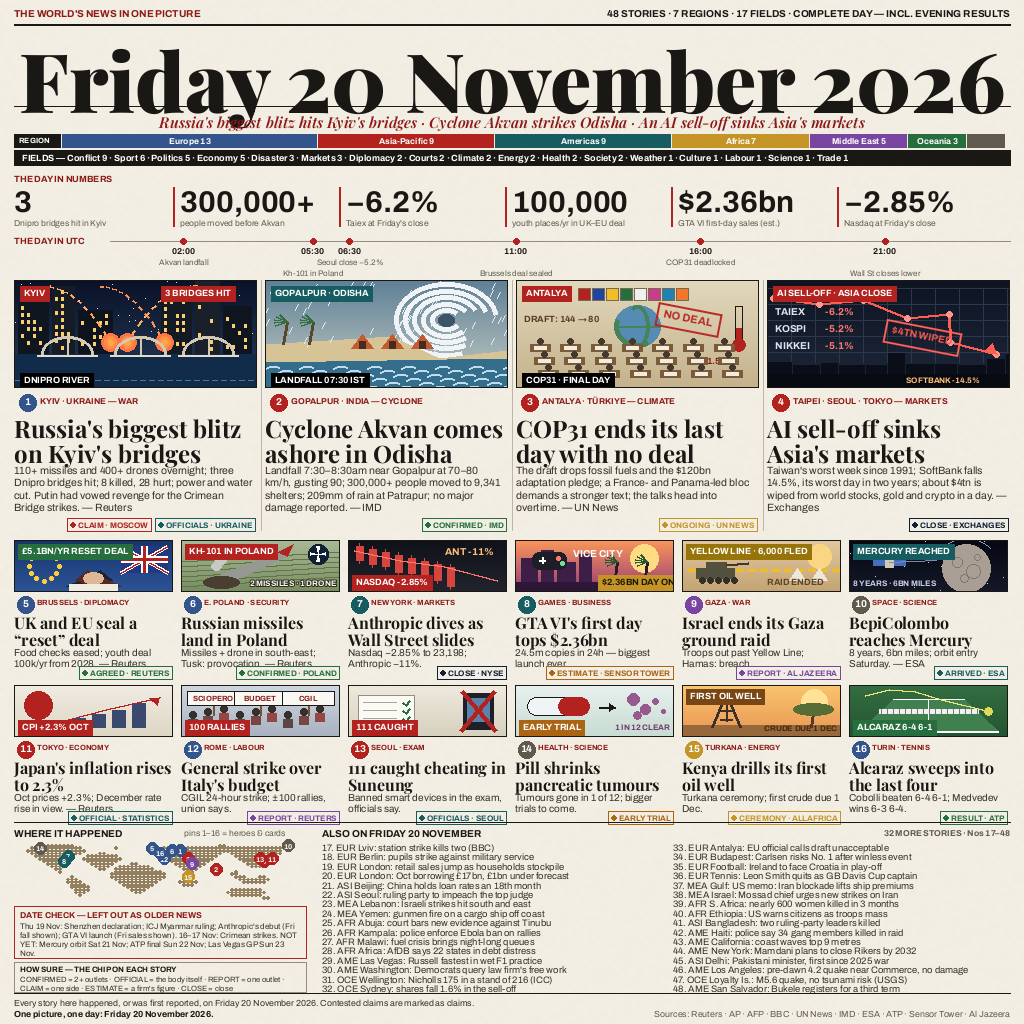 THE WORLD'S NEWS IN ONE PICTURE
48 STORIES · 7 REGIONS · 17 FIELDS · COMPLETE DAY — INCL. EVENING RESULTS
Friday 20 November 2026
Russia's biggest blitz hits Kyiv's bridges · Cyclone Akvan strikes Odisha · An AI sell-off sinks Asia's markets
REGION Europe 13 Asia-Pacific 9 Americas 9 Africa 7 Middle East 5 Oceania 3
FIELDS — Conflict 9 · Sport 6 · Politics 5 · Economy 5 · Disaster 3 · Markets 3 · Diplomacy 2 · Courts 2 · Climate 2 · Energy 2 · Health 2 · Society 2 · Weather 1 · Culture 1 · Labour 1 · Science 1 · Trade 1
THE DAY IN NUMBERS
3
Dnipro bridges hit in Kyiv
300,000+
people moved before Akvan
−6.2%
Taiex at Friday's close
100,000
youth places/yr in UK–EU deal
$2.36bn
GTA VI first-day sales (est.)
−2.85%
Nasdaq at Friday's close
THE DAY IN UTC
02:00
Akvan landfall
05:30
Kh-101 in Poland
06:30
Seoul close −5.2%
11:00
Brussels deal sealed
16:00
COP31 deadlocked
21:00
Wall St closes lower
KYIV
3 BRIDGES HIT
DNIPRO RIVER
GOPALPUR · ODISHA
LANDFALL 07:30 IST
ANTALYA
DRAFT: 144 → 80
NO DEAL
1.5
COP31 · FINAL DAY
AI SELL-OFF · ASIA CLOSE
TAIEX -6.2%
KOSPI -5.2%
NIKKEI -5.1%
$4TN WIPED
SOFTBANK -14.5%
1 KYIV · UKRAINE — WAR
Russia's biggest blitz
on Kyiv's bridges
110+ missiles and 400+ drones overnight; three
Dnipro bridges hit; 8 killed, 28 hurt; power and water
cut. Putin had vowed revenge for the Crimean
Bridge strikes. — Reuters
CLAIM · MOSCOW
OFFICIALS · UKRAINE
2 GOPALPUR · INDIA — CYCLONE
Cyclone Akvan comes
ashore in Odisha
Landfall 7:30–8:30am near Gopalpur at 70–80
km/h, gusting 90; 300,000+ people moved to 9,341
shelters; 209mm of rain at Patrapur; no major
damage reported. — IMD
CONFIRMED · IMD
3 ANTALYA · TÜRKIYE — CLIMATE
COP31 ends its last
day with no deal
The draft drops fossil fuels and the $120bn
adaptation pledge; a France- and Panama-led bloc
demands a stronger text; the talks head into
overtime. — UN News
ONGOING · UN NEWS
4 TAIPEI · SEOUL · TOKYO — MARKETS
AI sell-off sinks
Asia's markets
Taiwan's worst week since 1991; SoftBank falls
14.5%, its worst day in two years; about $4tn is
wiped from world stocks, gold and crypto in a day. —
Exchanges
CLOSE · EXCHANGES
£5.1BN/YR RESET DEAL
KH-101 IN POLAND
2 MISSILES · 1 DRONE
ANT -11%
NASDAQ -2.85%
VICE CITY
$2.36BN DAY ON
YELLOW LINE · 6,000 FLED
RAID ENDED
MERCURY REACHED
8 YEARS · 6BN MILES
5 BRUSSELS · DIPLOMACY
UK and EU seal a
“reset” deal
Food checks eased; youth deal
100k/yr from 2028. — Reuters
AGREED · REUTERS
6 E. POLAND · SECURITY
Russian missiles
land in Poland
Missiles + drone in south-east;
Tusk: provocation. — Reuters
CONFIRMED · POLAND
7 NEW YORK · MARKETS
Anthropic dives as
Wall Street slides
Nasdaq −2.85% to 23,198;
Anthropic −11%.
CLOSE · NYSE
8 GAMES · BUSINESS
GTA VI's first day
tops $2.36bn
24.5m copies in 24h — biggest
launch ever.
ESTIMATE · SENSOR TOWER
9 GAZA · WAR
Israel ends its Gaza
ground raid
Troops out past Yellow Line;
Hamas: breach.
REPORT · AL JAZEERA
10 SPACE · SCIENCE
BepiColombo
reaches Mercury
8 years, 6bn miles; orbit entry
Saturday. — ESA
ARRIVED · ESA
CPI +2.3% OCT
SCIOPERO BUDGET CGIL
100 RALLIES
111 CAUGHT
EARLY TRIAL
1 IN 12 CLEAR
FIRST OIL WELL
CRUDE DUE 1 DEC
ALCARAZ 6-4 6-1
11 TOKYO · ECONOMY
Japan's inflation rises
to 2.3%
Oct prices +2.3%; December rate
rise in view. — Reuters
OFFICIAL · STATISTICS
12 ROME · LABOUR
General strike over
Italy's budget
CGIL 24-hour strike; ±100 rallies,
union says.
REPORT · REUTERS
13 SEOUL · EXAM
111 caught cheating in
Suneung
Banned smart devices in the exam,
officials say.
OFFICIALS · SEOUL
14 HEALTH · SCIENCE
Pill shrinks
pancreatic tumours
Tumours gone in 1 of 12; bigger
trials to come.
EARLY TRIAL
15 TURKANA · ENERGY
Kenya drills its first
oil well
Turkana ceremony; first crude due 1
Dec.
CEREMONY · ALLAFRICA
16 TURIN · TENNIS
Alcaraz sweeps into
the last four
Cobolli beaten 6-4 6-1; Medvedev
wins 6-3 6-3. — ATP
RESULT · ATP
WHERE IT HAPPENED
pins 1–16 = heroes & cards
DATE CHECK — LEFT OUT AS OLDER NEWS
Thu 19 Nov: Shenzhen declaration; ICJ Myanmar ruling; Anthropic's debut (Fri
fall shown); GTA VI launch (Fri sales shown). 16–17 Nov: Crimean strikes. NOT
YET: Mercury orbit Sat 21 Nov; ATP final Sun 22 Nov; Las Vegas GP Sun 23
Nov.
HOW SURE — THE CHIP ON EACH STORY
CONFIRMED = 2+ outlets · OFFICIAL = the body itself · REPORT = one outlet ·
CLAIM = one side · ESTIMATE = a firm's figure · CLOSE = close
ALSO ON FRIDAY 20 NOVEMBER
32 MORE STORIES · Nos 17–48
17. EUR Lviv: station strike kills two (BBC)
18. EUR Berlin: pupils strike against military service
19. EUR London: retail sales jump as households stockpile
20. EUR London: Oct borrowing £17bn, £1bn under forecast
21. ASI Beijing: China holds loan rates an 18th month
22. ASI Seoul: ruling party to impeach the top judge
23. MEA Lebanon: Israeli strikes hit south and east
24. MEA Yemen: gunmen fire on a cargo ship off coast
25. AFR Abuja: court bars new evidence against Tinubu
26. AFR Kampala: police enforce Ebola ban on rallies
27. AFR Malawi: fuel crisis brings night-long queues
28. AFR Africa: AfDB says 22 states in debt distress
29. AME Las Vegas: Russell fastest in wet F1 practice
30. AME Washington: Democrats query law firm's free work
31. OCE Wellington: Nicholls 175 in a stand of 216 (ICC)
32. OCE Sydney: shares fall 1.6% in the sell-off
33. EUR Antalya: EU official calls draft unacceptable
34. EUR Budapest: Carlsen risks No. 1 after winless event
35. EUR Football: Ireland to face Croatia in play-off
36. EUR Tennis: Leon Smith quits as GB Davis Cup captain
37. MEA Gulf: US memo: Iran blockade lifts ship premiums
38. MEA Israel: Mossad chief urges new strikes on Iran
39. AFR S. Africa: nearly 600 women killed in 3 months
40. AFR Ethiopia: US warns citizens as troops mass
41. ASI Bangladesh: two ruling-party leaders killed
42. AME Haiti: police say 34 gang members killed in raid
43. AME California: coast waves top 9 metres
44. AME New York: Mamdani plans to close Rikers by 2032
45. ASI Delhi: Pakistani minister, first since 2025 war
46. AME Los Angeles: pre-dawn 4.2 quake near Commerce, no damage
47. OCE Loyalty Is.: M5.6 quake, no tsunami risk (USGS)
48. AME San Salvador: Bukele registers for a third term
Every story here happened, or was first reported, on Friday 20 November 2026. Contested claims are marked as claims.
One picture, one day: Friday 20 November 2026.
Sources: Reuters · AP · AFP · BBC · UN News · IMD · ESA · ATP · Sensor Tower · Al Jazeera